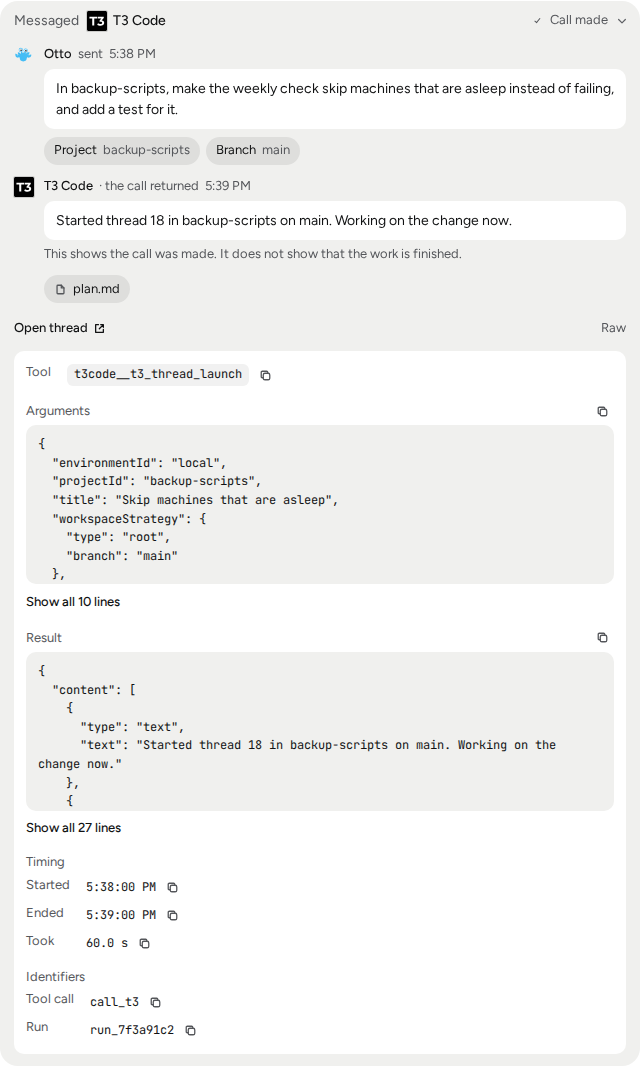 Messaged T3 T3 Code Call made
Otto sent 5:38 PM
In backup-scripts, make the weekly check skip machines that are asleep instead of failing,
and add a test for it.
Project backup-scripts Branch main
T3 T3 Code · the call returned 5:39 PM
Started thread 18 in backup-scripts on main. Working on the change now.
This shows the call was made. It does not show that the work is finished.
plan.md
Open thread Raw
Tool t3code__t3_thread_launch
Arguments
{
"environmentId": "local",
"projectId": "backup-scripts",
"title": "Skip machines that are asleep",
"workspaceStrategy": {
"type": "root",
"branch": "main"
},
Show all 10 lines
Result
{
"content": [
{
"type": "text",
"text": "Started thread 18 in backup-scripts on main. Working on the
change now."
},
{
Show all 27 lines
Timing
Started 5:38:00 PM
Ended 5:39:00 PM
Took 60.0 s
Identifiers
Tool call call_t3
Run run_7f3a91c2